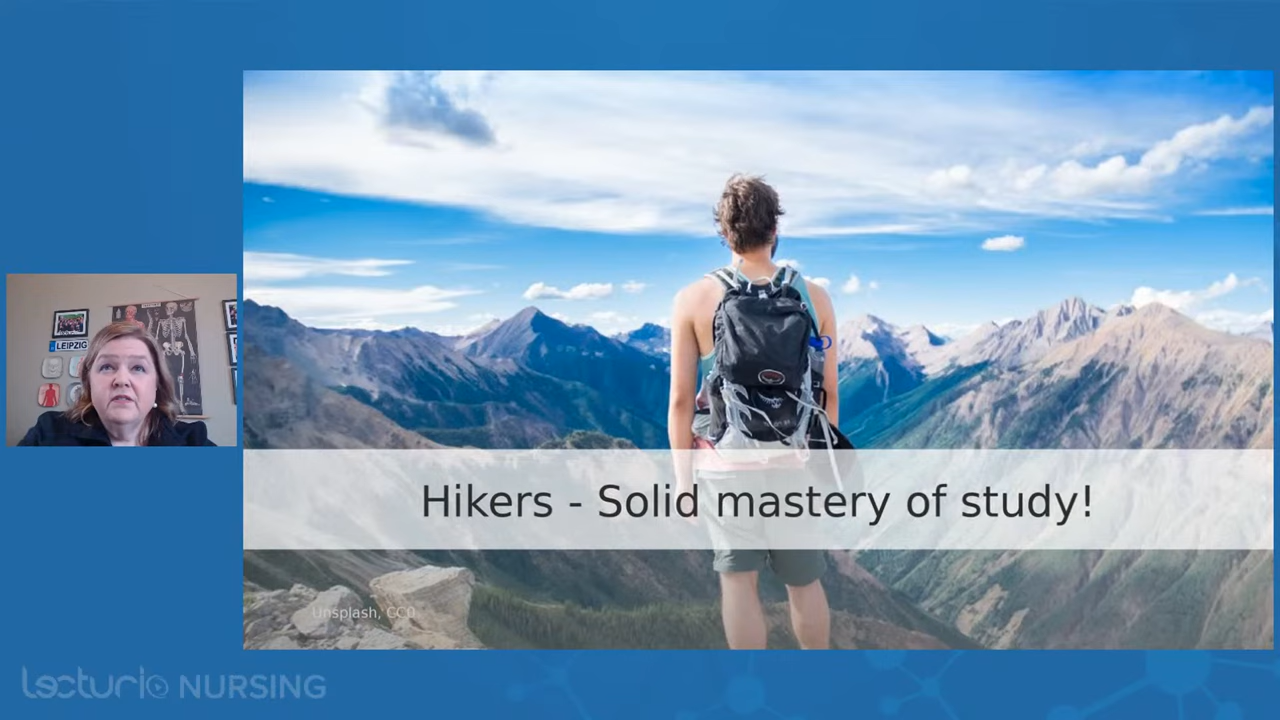 LEIPZIG
Hikers - Solid mastery of study!
Unsplash, CC0
lecturio NURSING